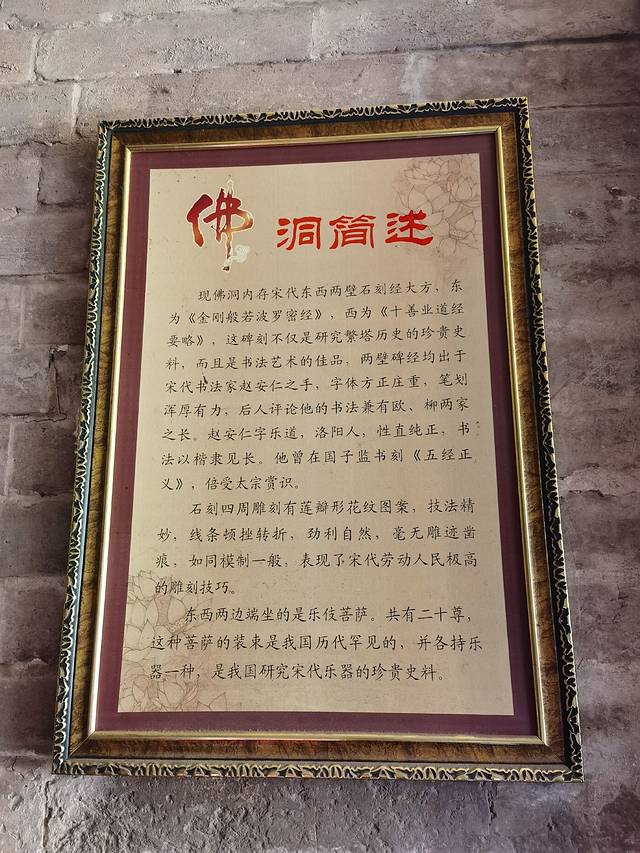 佛洞简述
现佛洞内存宋代东西两壁石刻经大方，东
为《金刚般若波罗密经》，西为《十善业道经
要略》，这碑刻不仅是研究繁塔历史的珍贵史
料，而且是书法艺术的佳品，两壁碑经均出于
宋代书法家赵安仁之手，字体方正庄重，笔划
浑厚有力，后人评论他的书法兼有欧、柳两家
之长。赵安仁字乐道，洛阳人，性直纯正，书
法以楷隶见长。他曾在国子监书刻《五经正
义》，倍受太宗赏识。
石刻四周雕刻有莲瓣形花纹图案，技法精
妙，线条顿挫转折，劲利自然，毫无雕迹凿
痕，如同模制一般，表现了宋代劳动人民极高
的雕刻技巧。
东西两边端坐的是乐伎菩萨。共有二十尊，
这种菩萨的装束是我国历代罕见的，并各持乐
器一种，是我国研究宋代乐器的珍贵史料。